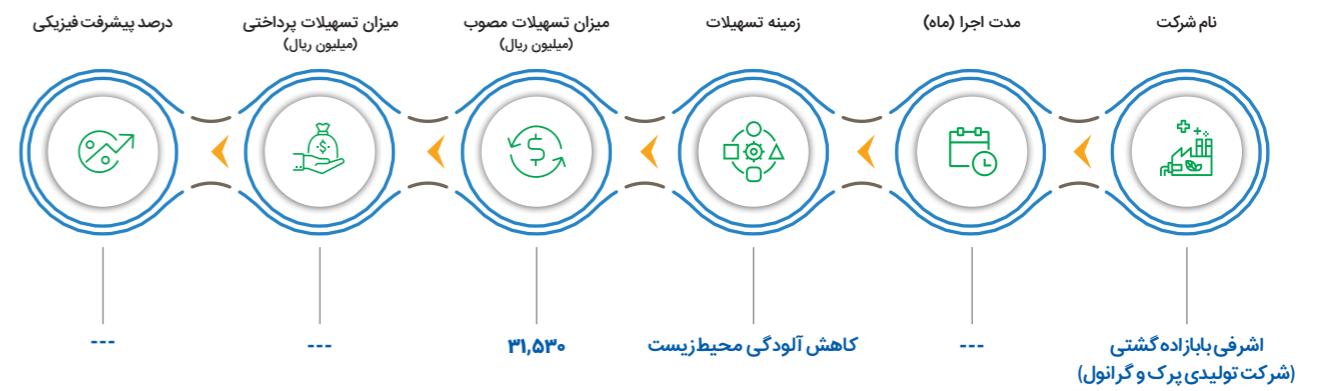 نام شرکت
مدت اجرا (ماه)
زمینه تسهیلات
میزان تسهیلات مصوب
(میلیون ریال)
میزان تسهیلات پرداختی
(میلیون ریال)
درصد پیشرفت فیزیکی
اشرفی بابازاده گشتی
(شرکت تولیدی پرک و گرانول)
---
کاهش آلودگی محیط‌زیست
۳۱,۵۳۰
---
---